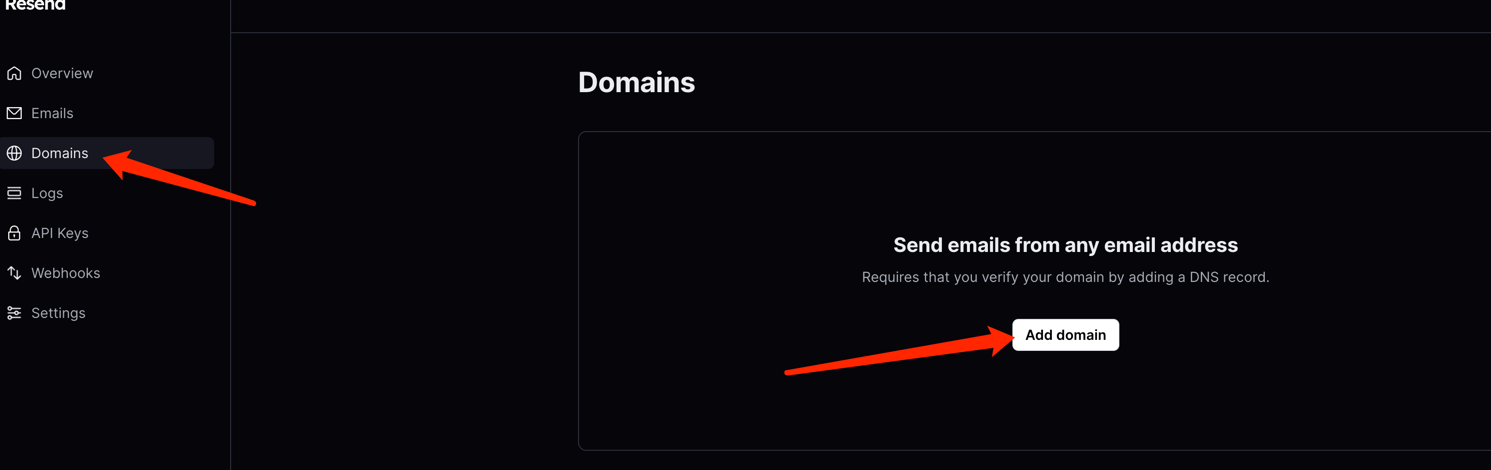 Resend
Overview
Emails
Domains
Logs
API Keys
Webhooks
Settings
Domains
Send emails from any email address
Requires that you verify your domain by adding a DNS record.
Add domain